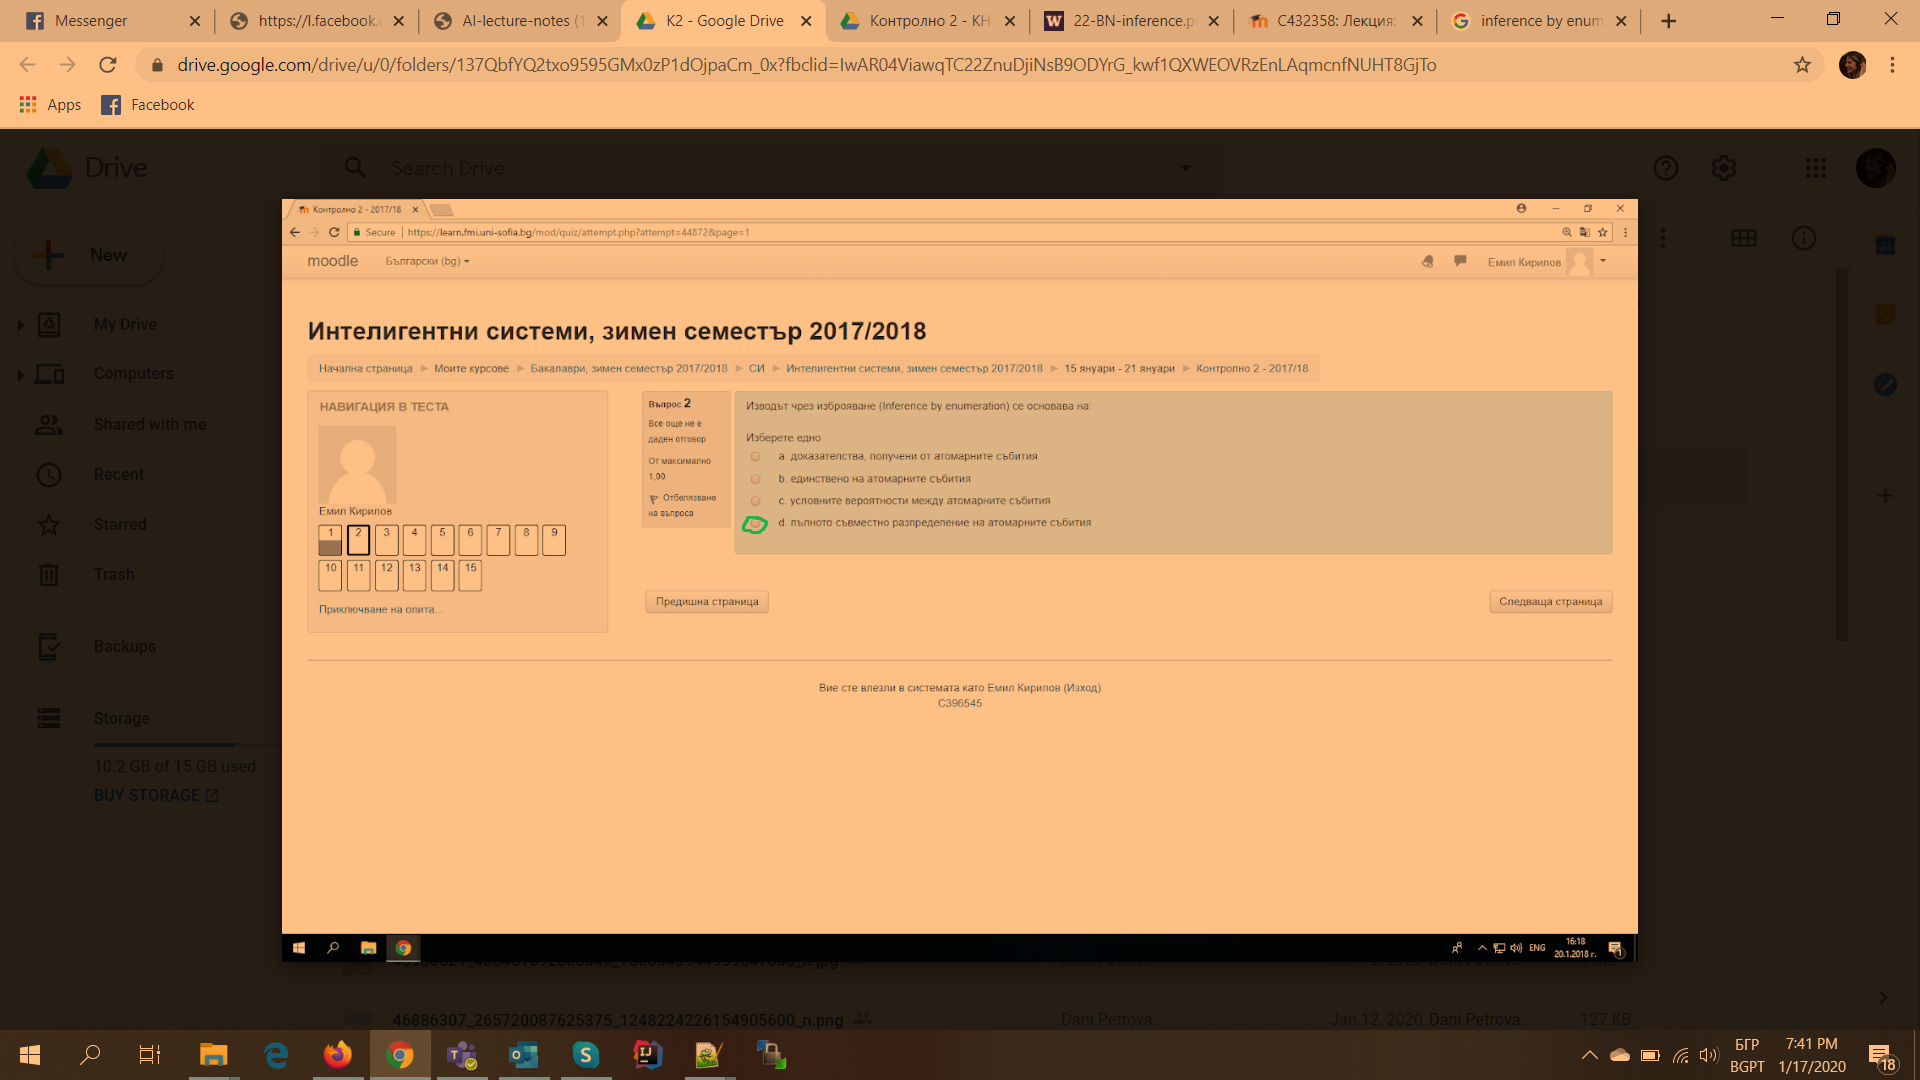 Messenger
https://l.facebook.c
AI-lecture-notes (1
K2 - Google Drive
Контролно 2 - КН
22-BN-inference.p
C432358: Лекция:
inference by enum
drive.google.com/drive/u/0/folders/137QbfYQ2txo9595GMx0zP1dOjpaCm_0x?fbclid=IwAR04ViawqTC22ZnuDjiNsB9ODYrG_kwf1QXWEOVRzEnLAqmcnfNUHT8GjTo
Apps
Facebook
Drive
Search Drive
New
My Drive
Computers
Shared with me
Recent
Starred
Trash
Backups
Storage
10.2 GB of 15 GB used
BUY STORAGE
Контролно 2 - 2017/18
Secure
https://learn.fmi.uni-sofia.bg/mod/quiz/attempt.php?attempt=44872&page=1
moodle
Български (bg)
Емил Кирилов
Интелигентни системи, зимен семестър 2017/2018
Начална страница ► Моите курсове ► Бакалаври, зимен семестър 2017/2018 ► СИ ► Интелигентни системи, зимен семестър 2017/2018 ► 15 януари - 21 януари ► Контролно 2 - 2017/18
НАВИГАЦИЯ В ТЕСТА
Емил Кирилов
1 2 3 4 5 6 7 8 9
10 11 12 13 14 15
Приключване на опита...
Въпрос 2
Все още не е
даден отговор
От максимално
1,00
Отбелязване
на въпроса
Изводът чрез изброяване (Inference by enumeration) се основава на:
Изберете едно
a. доказателства, получени от атомарните събития
b. единствено на атомарните събития
c. условните вероятности между атомарните събития
d. пълното съвместно разпределение на атомарните събития
Предишна страница
Следваща страница
Вие сте влезли в системата като Емил Кирилов (Изход)
C396545
ENG
16:18
20.1.2018 г.
1
46886307_265720087625375_1248224226154905600_n.png
Dani Petrova
Jan 12, 2020 Dani Petrova
127 KB
БГР
BGPT
7:41 PM
1/17/2020
18